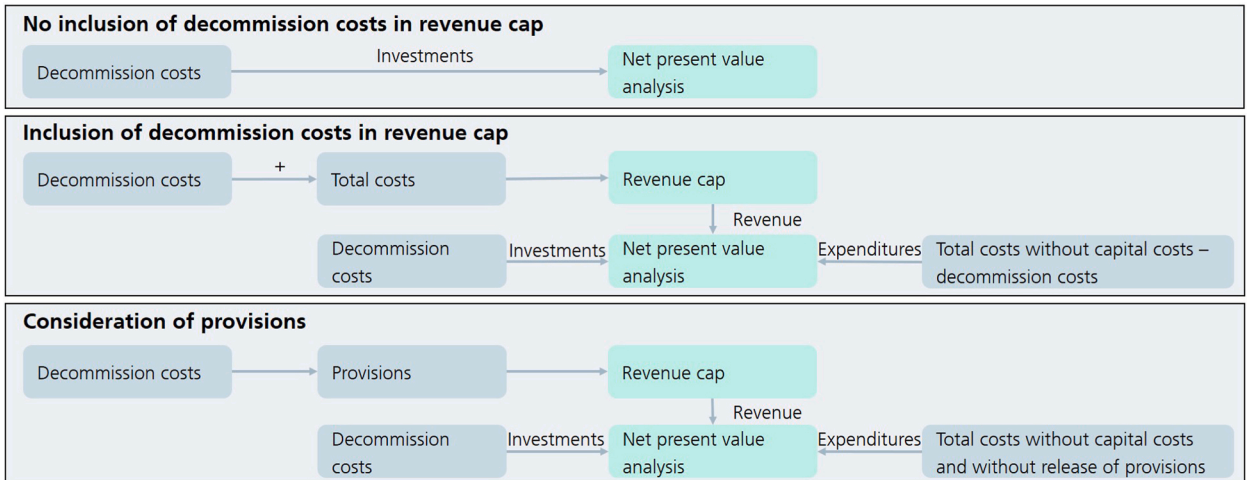 No inclusion of decommission costs in revenue cap
Decommission costs
Investments
Net present value
analysis
Inclusion of decommission costs in revenue cap
Decommission costs
+
Total costs
Revenue cap
Revenue
Decommission
costs
Investments
Net present value
analysis
Expenditures
Total costs without capital costs –
decommission costs
Consideration of provisions
Decommission costs
Provisions
Revenue cap
Revenue
Decommission
costs
Investments
Net present value
analysis
Expenditures
Total costs without capital costs
and without release of provisions